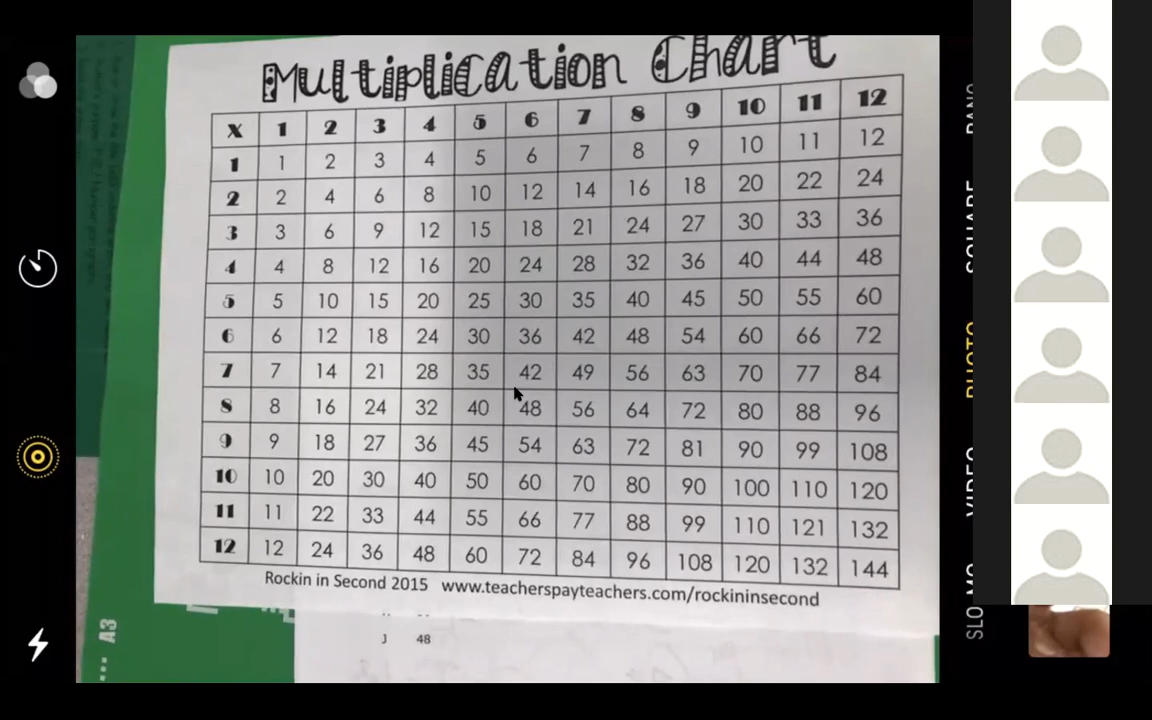 Multiplication Chart
X 1 2 3 4 5 6 7 8 9 10 11 12
1 1 2 3 4 5 6 7 8 9 10 11 12
2 2 4 6 8 10 12 14 16 18 20 22 24
3 3 6 9 12 15 18 21 24 27 30 33 36
4 4 8 12 16 20 24 28 32 36 40 44 48
5 5 10 15 20 25 30 35 40 45 50 55 60
6 6 12 18 24 30 36 42 48 54 60 66 72
7 7 14 21 28 35 42 49 56 63 70 77 84
8 8 16 24 32 40 48 56 64 72 80 88 96
9 9 18 27 36 45 54 63 72 81 90 99 108
10 10 20 30 40 50 60 70 80 90 100 110 120
11 11 22 33 44 55 66 77 88 99 110 121 132
12 12 24 36 48 60 72 84 96 108 120 132 144
Rockin in Second 2015 www.teacherspayteachers.com/rockininsecond
J 48
... A3
SLO-MO
VIDEO
PHOTO
SQUARE
PANO